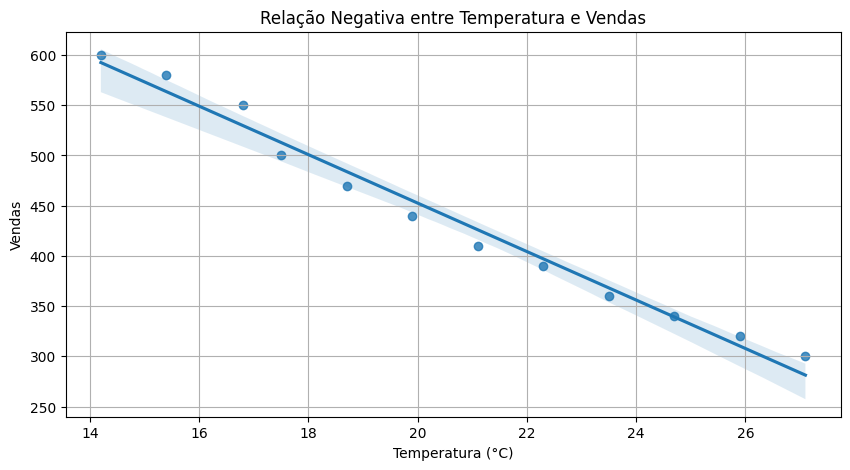 Relação Negativa entre Temperatura e Vendas
600
550
500
450
400
350
300
250
Vendas
14 16 18 20 22 24 26
Temperatura (°C)